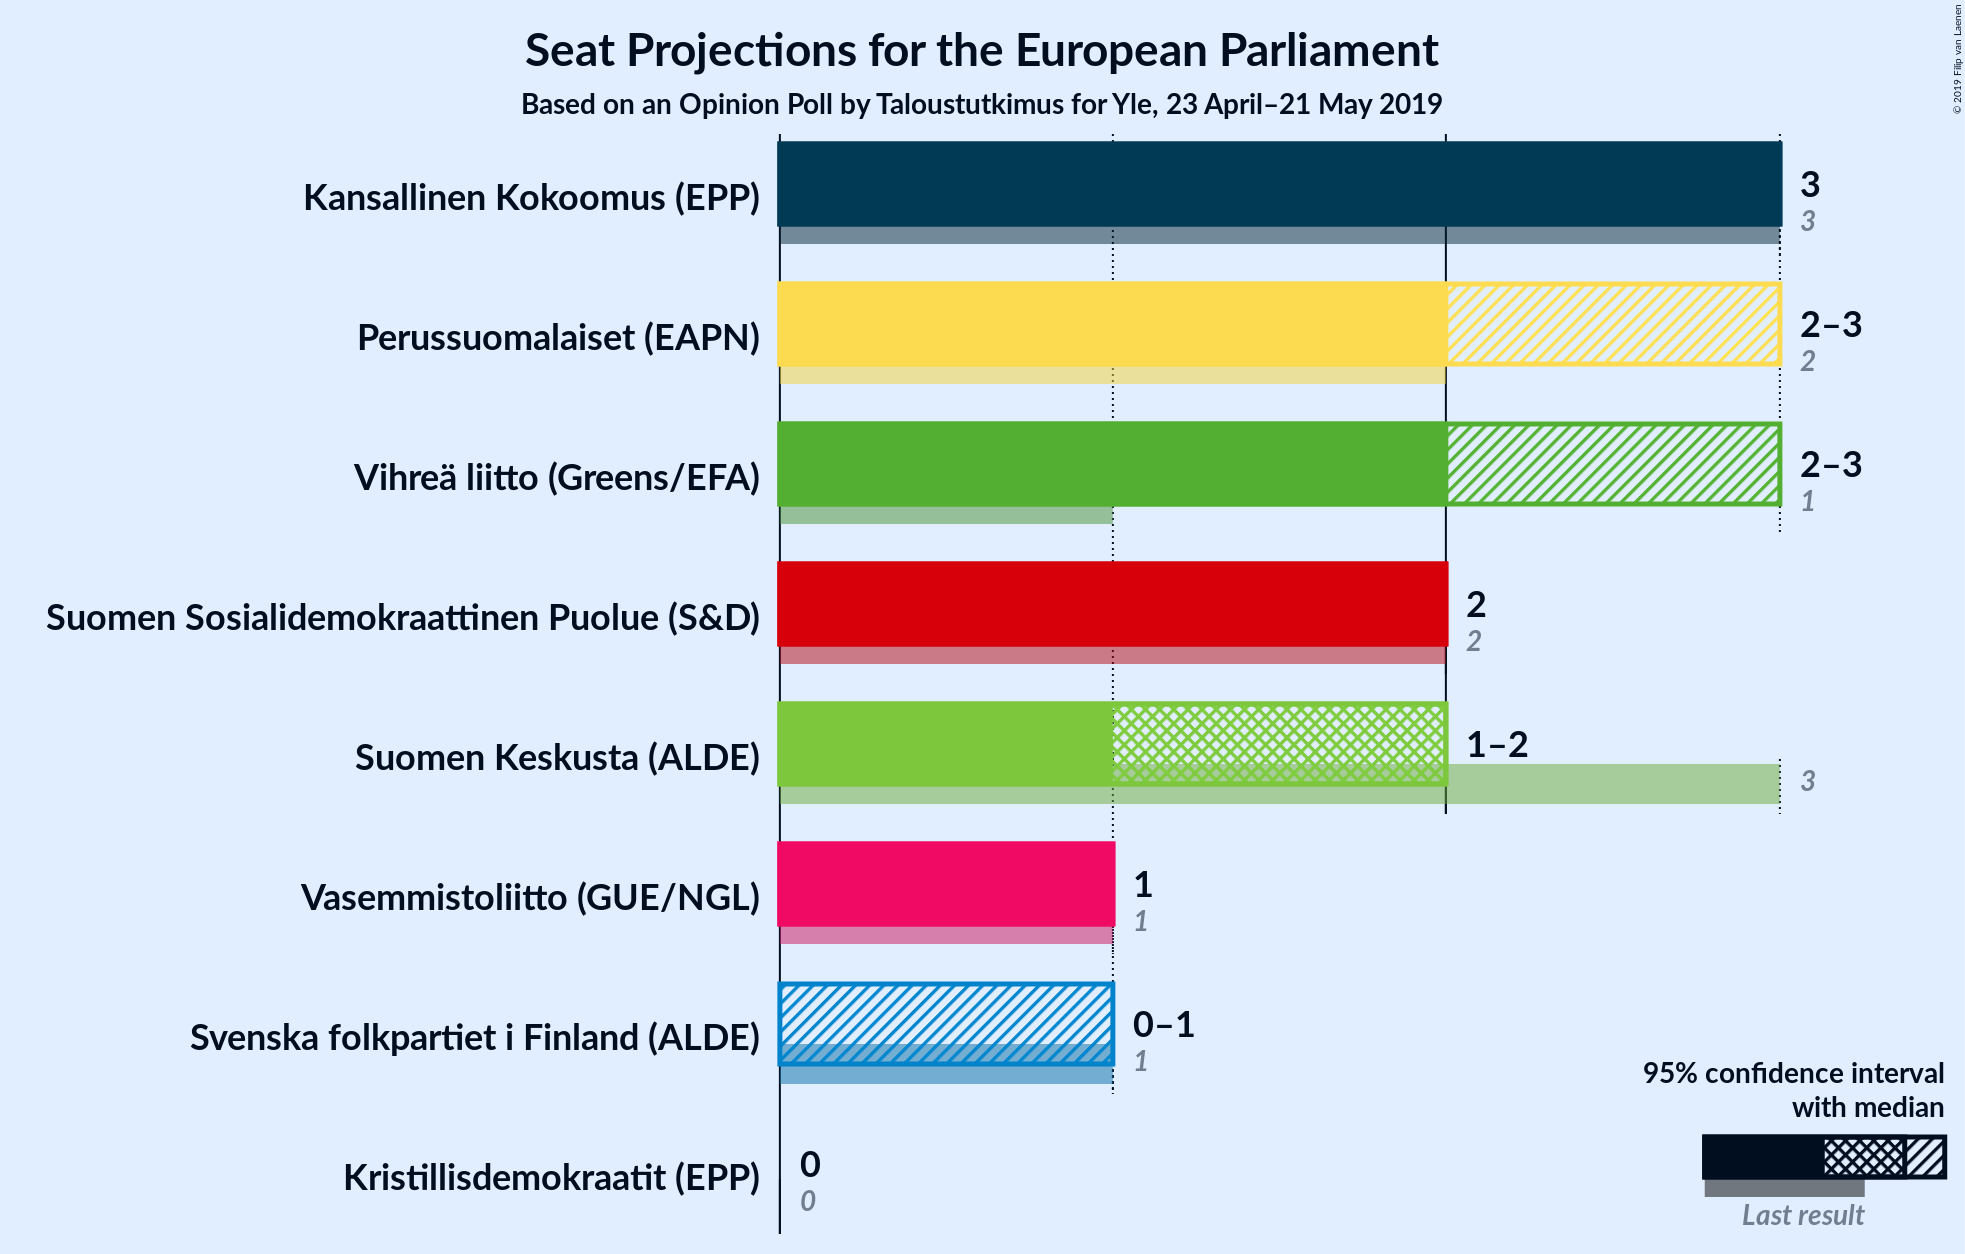 Seat Projections for the European Parliament
Based on an Opinion Poll by Taloustutkimus for Yle, 23 April–21 May 2019
© 2019 Filip van Laenen
Kansallinen Kokoomus (EPP)
3
3
Perussuomalaiset (EAPN)
2–3
2
Vihreä liitto (Greens/EFA)
2–3
1
Suomen Sosialidemokraattinen Puolue (S&D)
2
2
Suomen Keskusta (ALDE)
1–2
3
Vasemmistoliitto (GUE/NGL)
1
1
Svenska folkpartiet i Finland (ALDE)
0–1
1
Kristillisdemokraatit (EPP)
0
0
95% confidence interval
with median
Last result